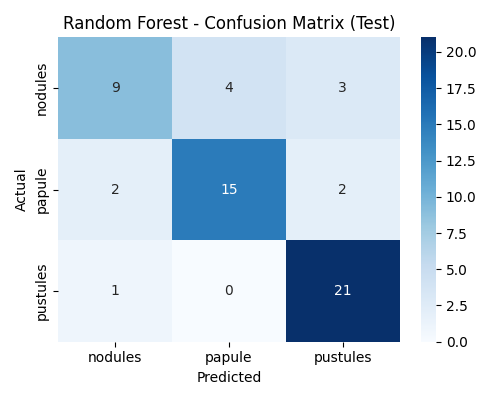 Random Forest - Confusion Matrix (Test)
Actual
nodules
9 4 3
papule
2 15 2
pustules
1 0 21
nodules papule pustules
Predicted
20.0
17.5
15.0
12.5
10.0
7.5
5.0
2.5
0.0